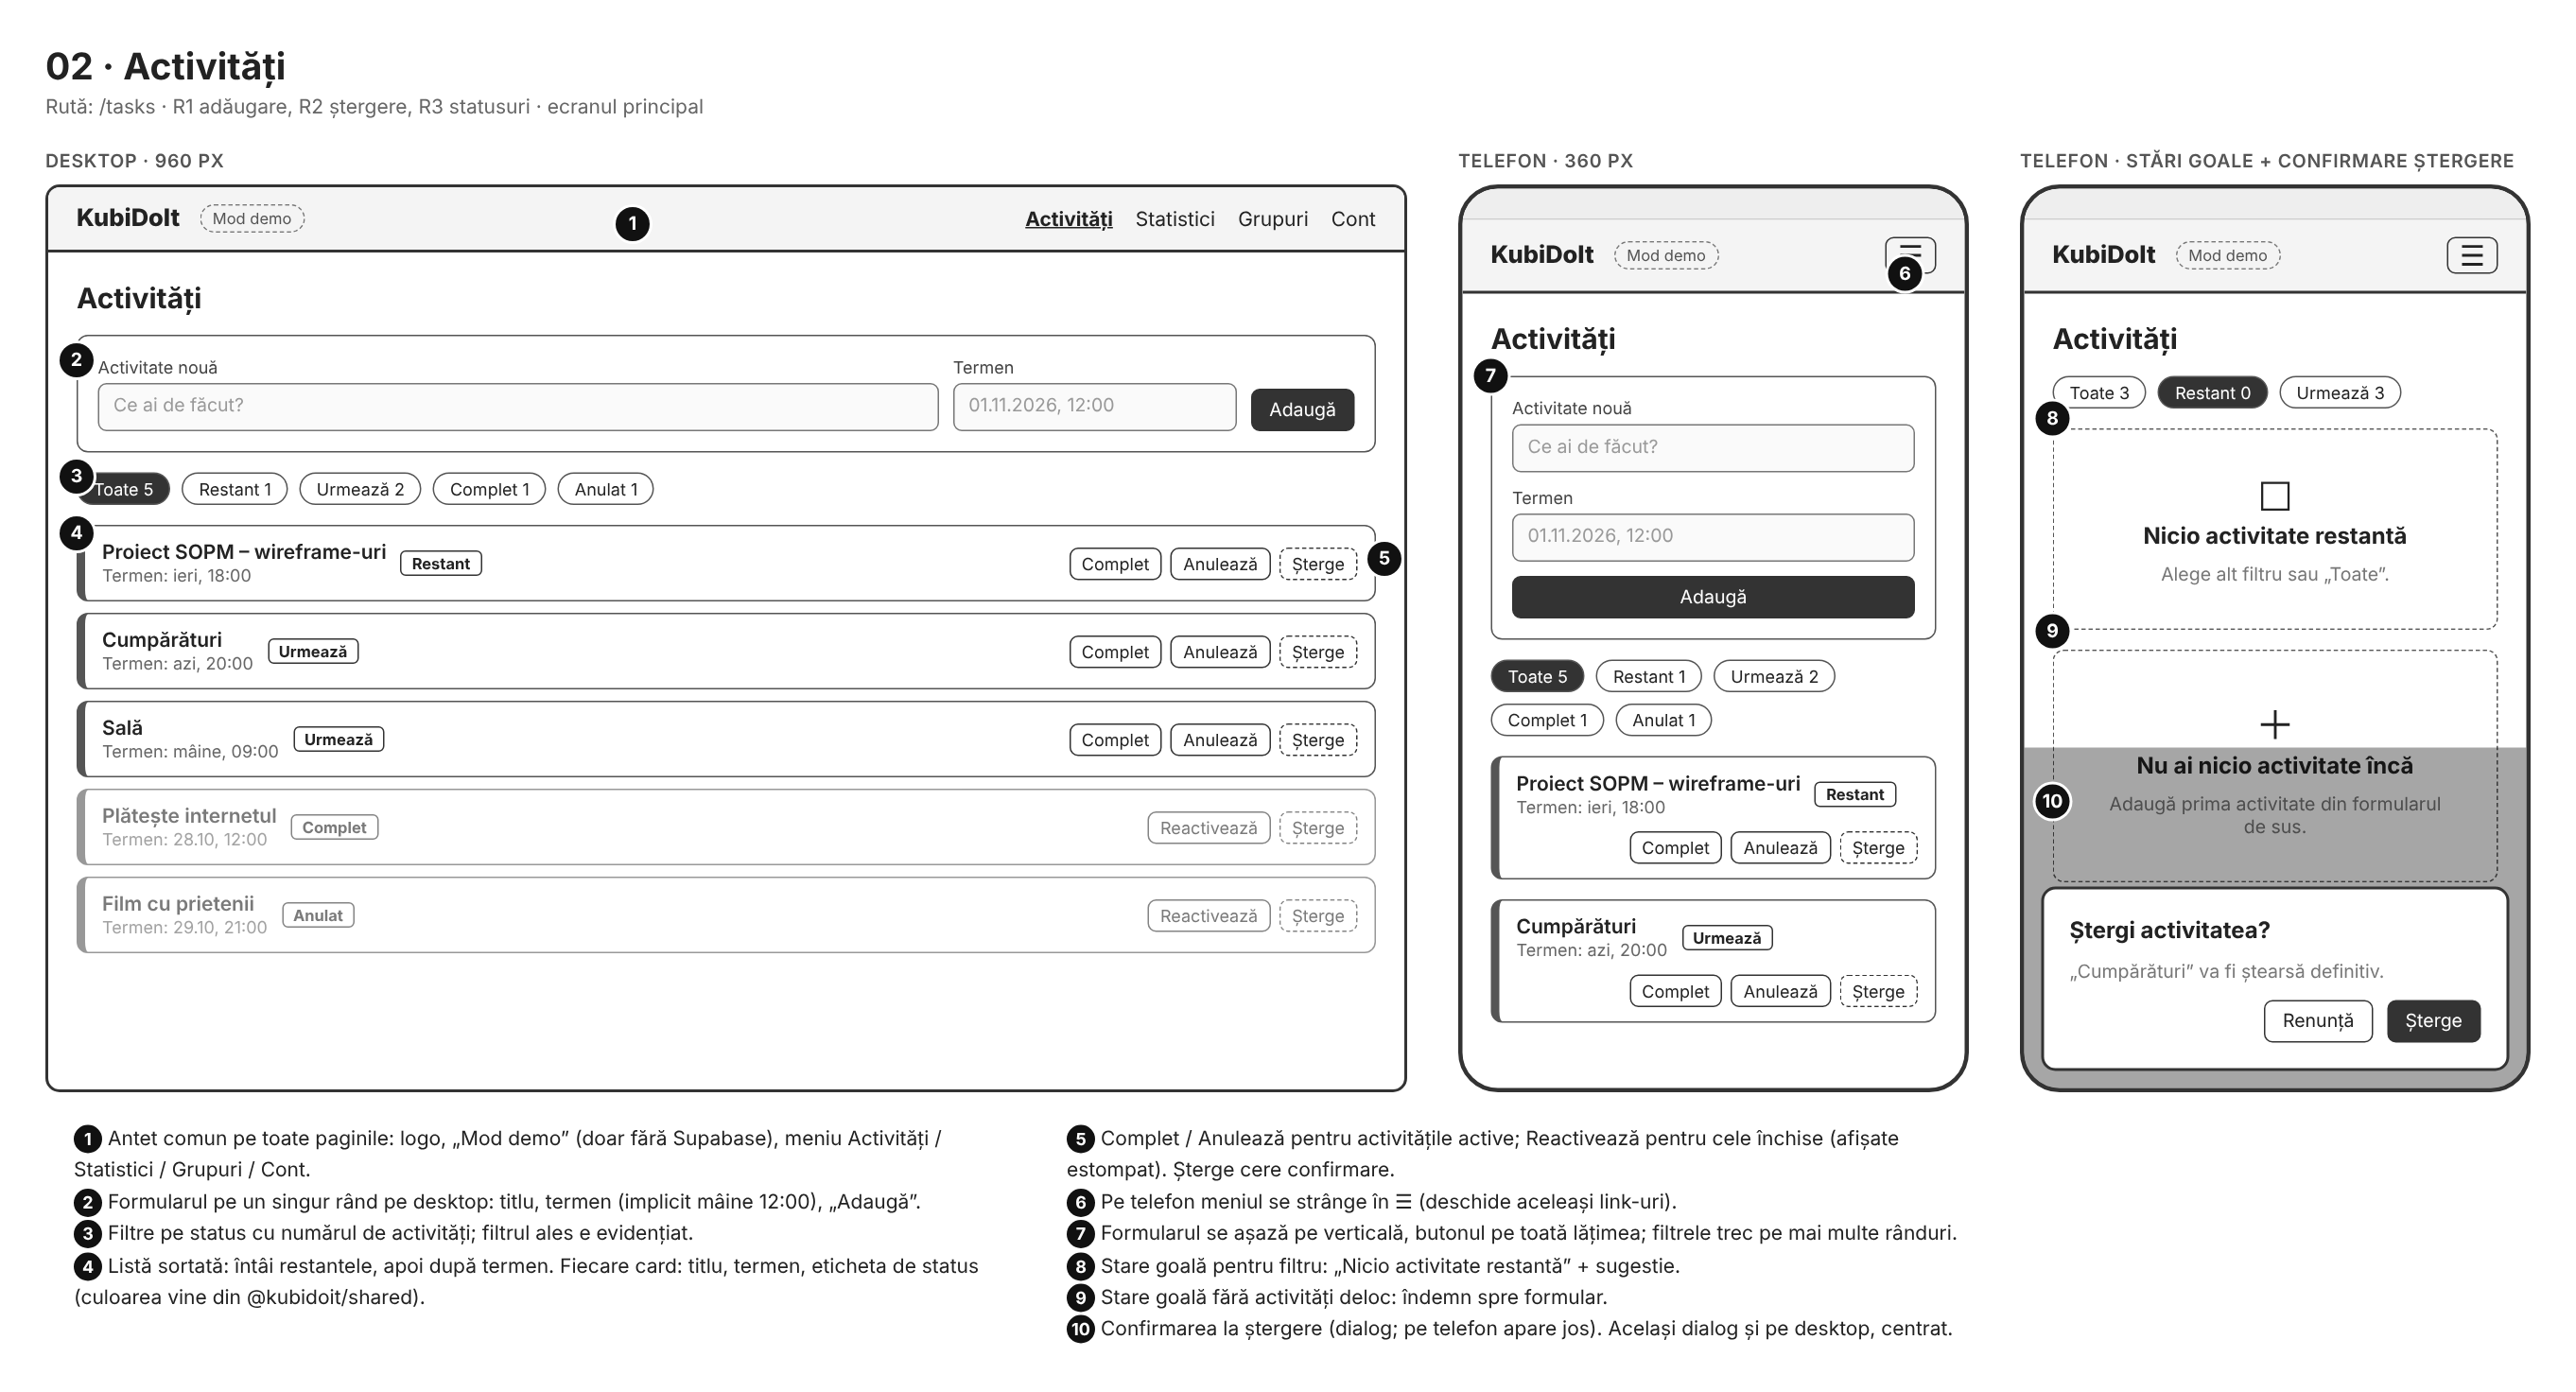 02 · Activități
Rută: /tasks · R1 adăugare, R2 ștergere, R3 statusuri · ecranul principal
DESKTOP · 960 PX
KubiDoIt
Mod demo
1
Activități
Statistici
Grupuri
Cont
Activități
2
Activitate nouă
Termen
Ce ai de făcut?
01.11.2026, 12:00
Adaugă
3
Toate 5
Restant 1
Urmează 2
Complet 1
Anulat 1
4
Proiect SOPM – wireframe-uri
Termen: ieri, 18:00
Restant
Complet
Anulează
Șterge
5
Cumpărături
Termen: azi, 20:00
Urmează
Complet
Anulează
Șterge
Sală
Termen: mâine, 09:00
Urmează
Complet
Anulează
Șterge
Plătește internetul
Termen: 28.10, 12:00
Complet
Reactivează
Șterge
Film cu prietenii
Termen: 29.10, 21:00
Anulat
Reactivează
Șterge
TELEFON · 360 PX
KubiDoIt
Mod demo
6
Activități
7
Activitate nouă
Ce ai de făcut?
Termen
01.11.2026, 12:00
Adaugă
Toate 5
Restant 1
Urmează 2
Complet 1
Anulat 1
Proiect SOPM – wireframe-uri
Termen: ieri, 18:00
Restant
Complet
Anulează
Șterge
Cumpărături
Termen: azi, 20:00
Urmează
Complet
Anulează
Șterge
TELEFON · STĂRI GOALE + CONFIRMARE ȘTERGERE
KubiDoIt
Mod demo
☰
Activități
Toate 3
Restant 0
Urmează 3
8
Nicio activitate restantă
Alege alt filtru sau „Toate”.
9
Nu ai nicio activitate încă
10
Adaugă prima activitate din formularul
de sus.
Ștergi activitatea?
„Cumpărături” va fi ștearsă definitiv.
Renunță
Șterge
1 Antet comun pe toate paginile: logo, „Mod demo” (doar fără Supabase), meniu Activități /
Statistici / Grupuri / Cont.
2 Formularul pe un singur rând pe desktop: titlu, termen (implicit mâine 12:00), „Adaugă”.
3 Filtre pe status cu numărul de activități; filtrul ales e evidențiat.
4 Listă sortată: întâi restantele, apoi după termen. Fiecare card: titlu, termen, eticheta de status
(culoarea vine din @kubidoit/shared).
5 Complet / Anulează pentru activitățile active; Reactivează pentru cele închise (afișate
estompat). Șterge cere confirmare.
6 Pe telefon meniul se strânge în ☰ (deschide aceleași link-uri).
7 Formularul se așază pe verticală, butonul pe toată lățimea; filtrele trec pe mai multe rânduri.
8 Stare goală pentru filtru: „Nicio activitate restantă” + sugestie.
9 Stare goală fără activități deloc: îndemn spre formular.
10 Confirmarea la ștergere (dialog; pe telefon apare jos). Același dialog și pe desktop, centrat.